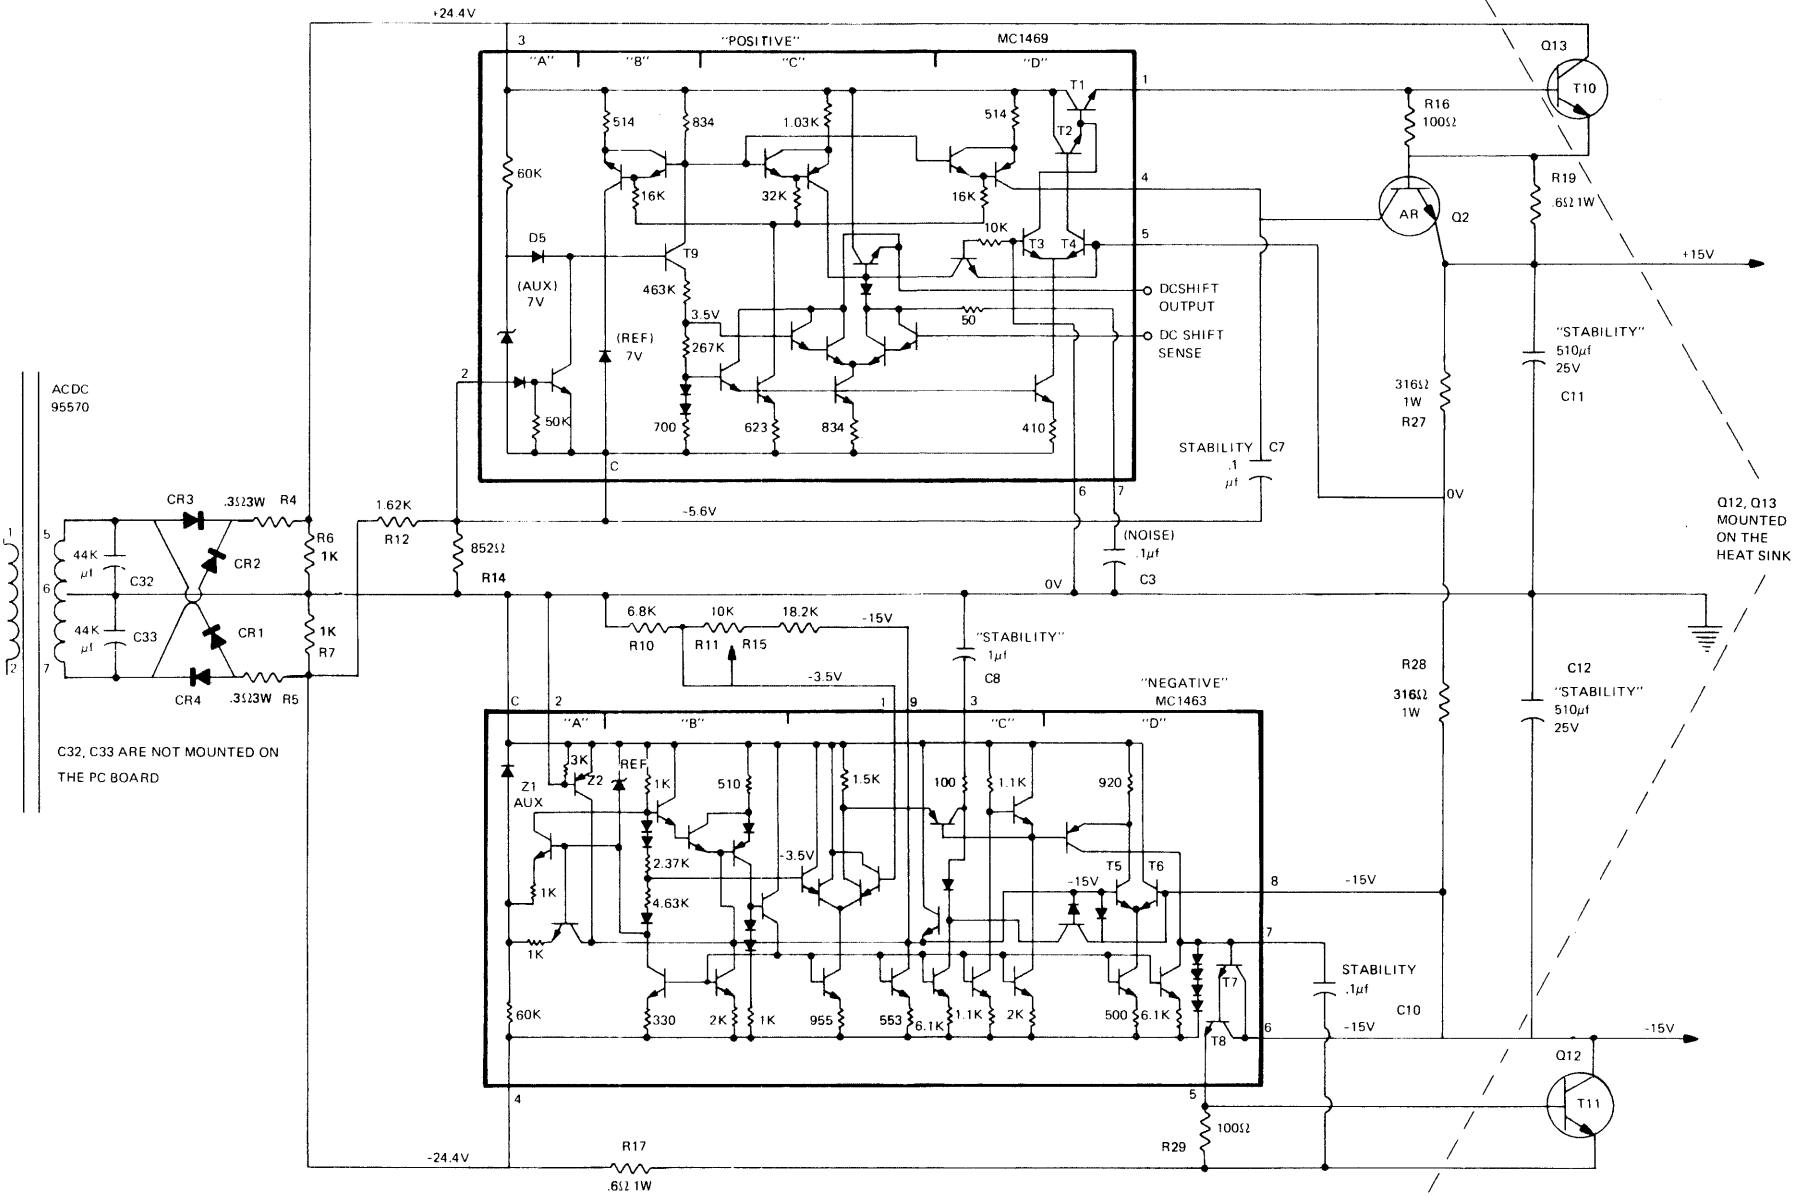 +24.4V
3
"POSITIVE"
MC1469
"A"
"B"
"C"
"D"
Q13
T1
1
T10
514
834
1.03K
514
T2
R16
100Ω
60K
16K
32K
16K
4
R19
.6Ω 1W
AR
Q2
D5
T9
10K
T3
T4
5
+15V
(AUX)
7V
463K
DC SHIFT
OUTPUT
3.5V
50
(REF)
7V
267K
DC SHIFT
SENSE
"STABILITY"
510µf
25V
C11
2
316Ω
1W
R27
50K
700
623
834
410
C
STABILITY
C7
.1
µf
ACDC
95570
6
7
0V
CR3
.3Ω3W
R4
1.62K
R12
-5.6V
Q12, Q13
MOUNTED
ON THE
HEAT SINK
1
5
R6
1K
44K
µf
CR2
852Ω
(NOISE)
.1µf
C3
C32
R14
6
0V
44K
µf
C33
CR1
1K
R7
6.8K
10K
18.2K
-15V
R10
R11
R15
"STABILITY"
1µf
C8
2
7
CR4
.3Ω3W
R5
-3.5V
R28
316Ω
1W
C12
"STABILITY"
510µf
25V
"NEGATIVE"
MC1463
C
2
1
9
3
"A"
"B"
"C"
"D"
C32, C33 ARE NOT MOUNTED ON
THE PC BOARD
3K
REF
Z1
AUX
Z2
1K
510
1.5K
100
1.1K
920
2.37K
-3.5V
T5
T6
1K
4.63K
-15V
8
-15V
1K
7
STABILITY
.1µf
C10
T7
60K
330
2K
1K
955
553
6.1K
1.1K
2K
500
6.1K
T8
6
-15V
-15V
Q12
T11
4
5
100Ω
R29
-24.4V
R17
.6Ω 1W